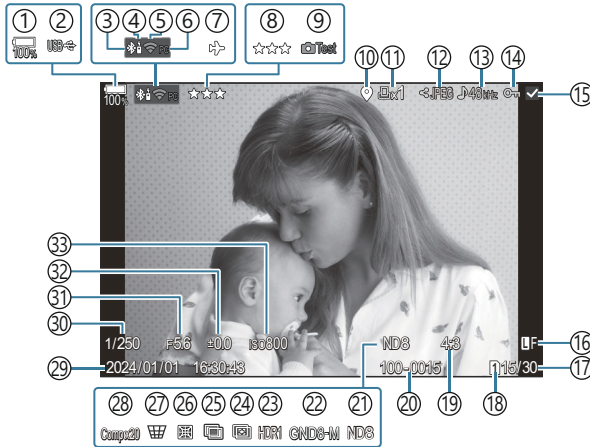 ① ② ③ ④ ⑤ ⑥ ⑦ ⑧ ⑨
100% USB PC Test
⑩ ⑪ ⑫ ⑬ ⑭
100% PC x1 JPEG 48kHz
⑮
㉝
㉜
㉛
㉚
1/250 F5.6 ±0.0 ISO800 ND8 4:3 LF ⑯
㉙ 2024/01/01 16:30:43 100-0015 15/30 ⑰
㉘ ㉗ ㉖ ㉕ ㉔ ㉓ ㉒ ㉑ ⑳ ⑲ ⑱
Comp:20 HDR1 GND8-M ND8